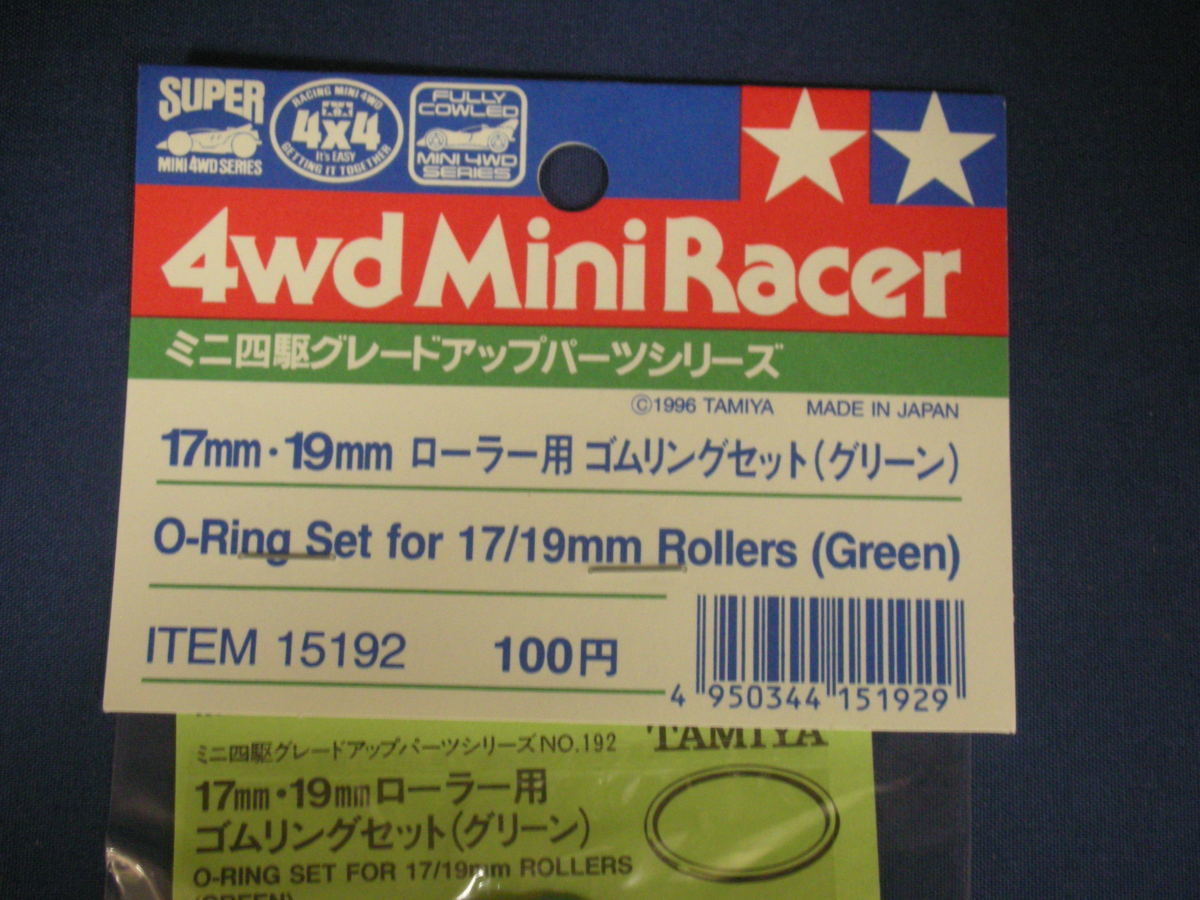 SUPER
MINI 4WD SERIES
RACING MINI 4WD
4x4
It's EASY
GETTING IT TOGETHER
FULLY
COWLED
MINI 4WD
SERIES
4wd Mini Racer
ミニ四駆グレードアップパーツシリーズ
©1996 TAMIYA MADE IN JAPAN
17mm・19mm ローラー用 ゴムリングセット(グリーン)
O-Ring Set for 17/19mm Rollers (Green)
ITEM 15192 100円
4 950344 151929
ミニ四駆グレードアップパーツシリーズNO.192
TAMIYA
17mm・19mmローラー用
ゴムリングセット(グリーン)
O-RING SET FOR 17/19mm ROLLERS
(GREEN)